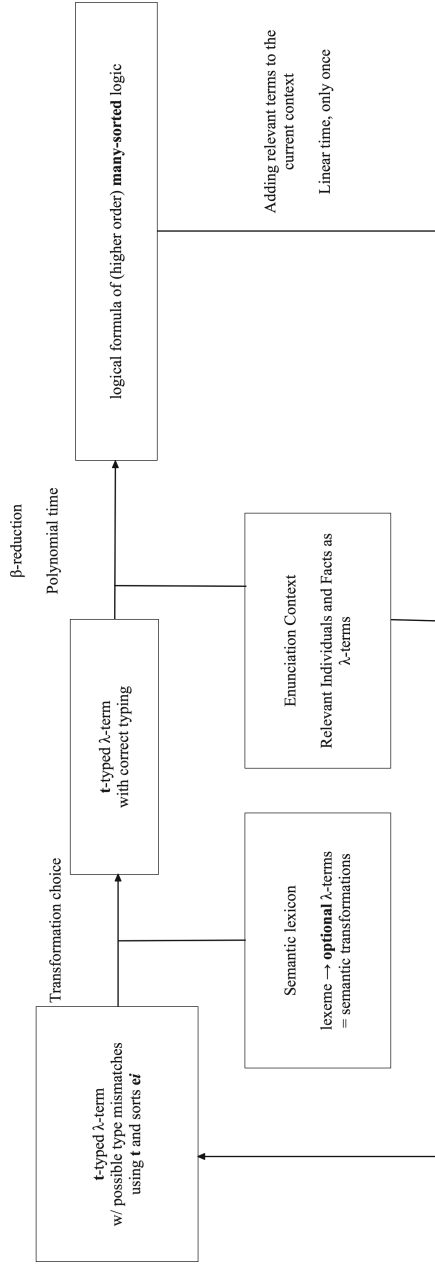 t-typed λ-term
w/ possible type mismatches
using t and sorts ei
Transformation choice
Semantic lexicon
lexeme → optional λ-terms
= semantic transformations
t-typed λ-term
with correct typing
β-reduction
Polynomial time
Enunciation Context
Relevant Individuals and Facts as
λ-terms
logical formula of (higher order) many-sorted logic
Adding relevant terms to the
current context
Linear time, only once